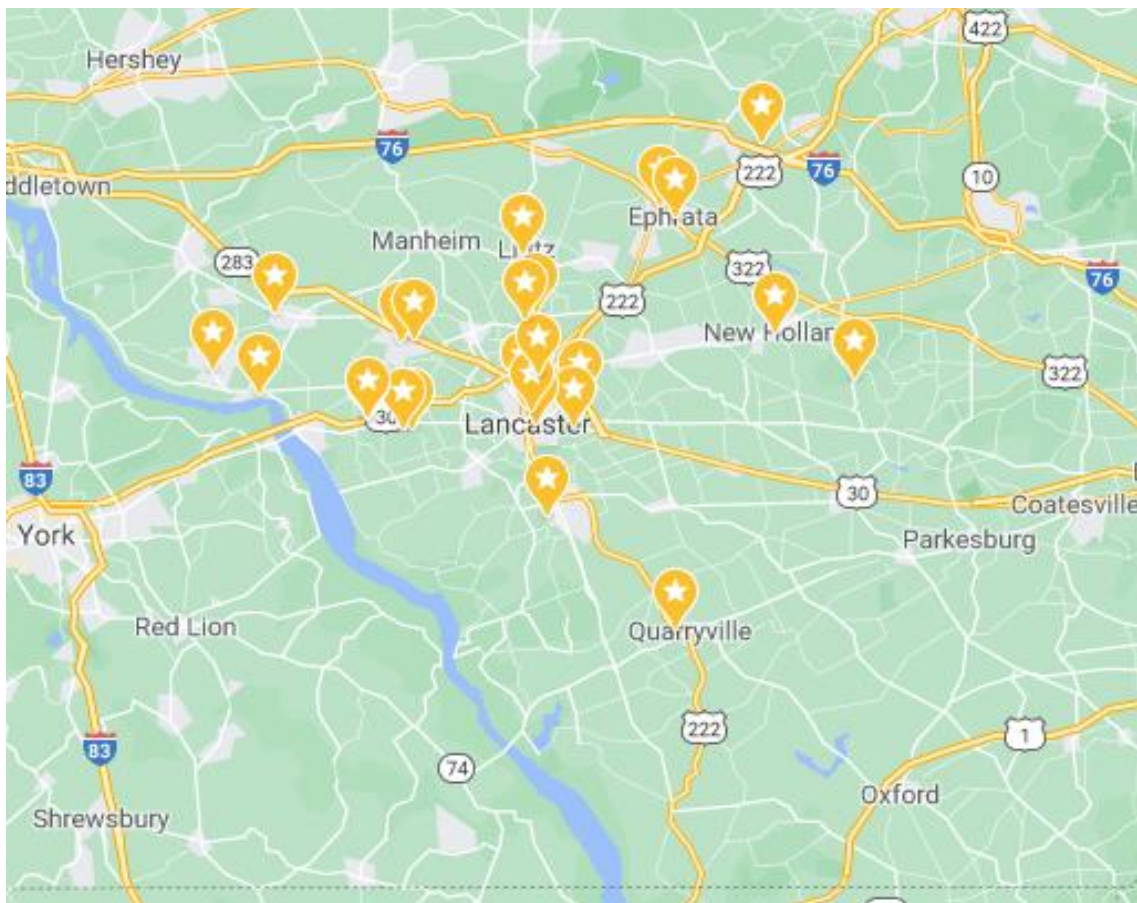 422
Hershey
76
222
76
10
ddletown
Ephrata
Manheim
Lititz
283
322
76
222
New Hollan
322
30
Lancaster
83
30
Coatesville
York
Parkesburg
Red Lion
Quarryville
222
1
83
74
Oxford
Shrewsbury